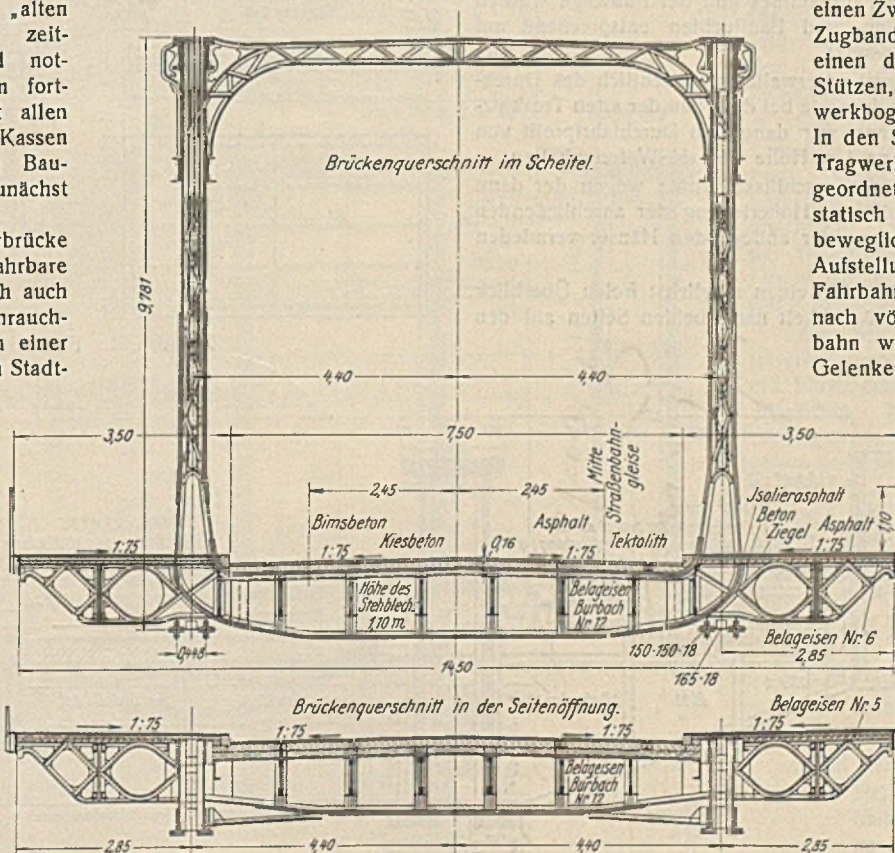 „alten
zeit-
not-
fort-
allen
Kassen
Bau-
unächst
rbrücke
ahrbare
auch
brauch-
einer
Stadt-
Brückenquerschnitt im Scheitel.
9,781
4,40 4,40
3,50 7,50 3,50
2,45 2,45
Mitte
Straßenbahn-
gleise
Bimsbeton Asphalt
Kiesbeton Tektolith
Isolierasphalt
Beton
Ziegel Asphalt
1,10
1:75 1:75 0,16 1:75 1:75
Höhe des
Stehblech.
1,10 m
Belageisen
Burbach
Nr. 12
0,448
150·150·18
165·18
Belageisen Nr. 6
2,85
14,50
Brückenquerschnitt in der Seitenöffnung.
Belageisen Nr. 5
1:75 1:75 1:75 1:75
Belageisen
Burbach
Nr. 12
2,85 4,40 4,40 2,85
einen Zw
Zugband
einen d
Stützen,
werkbog
In den S
Tragwer
geordnet
statisch
beweglic
Aufstellu
Fahrbahn
nach vö
bahn w
Gelenke